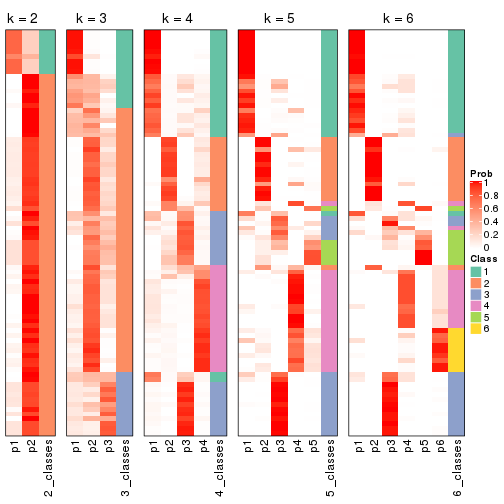 k = 2
k = 3
k = 4
k = 5
k = 6
p1
p2
2_classes
p1
p2
p3
3_classes
p1
p2
p3
p4
4_classes
p1
p2
p3
p4
p5
5_classes
p1
p2
p3
p4
p5
p6
6_classes
Prob
1
0.8
0.6
0.4
0.2
0
Class
1
2
3
4
5
6